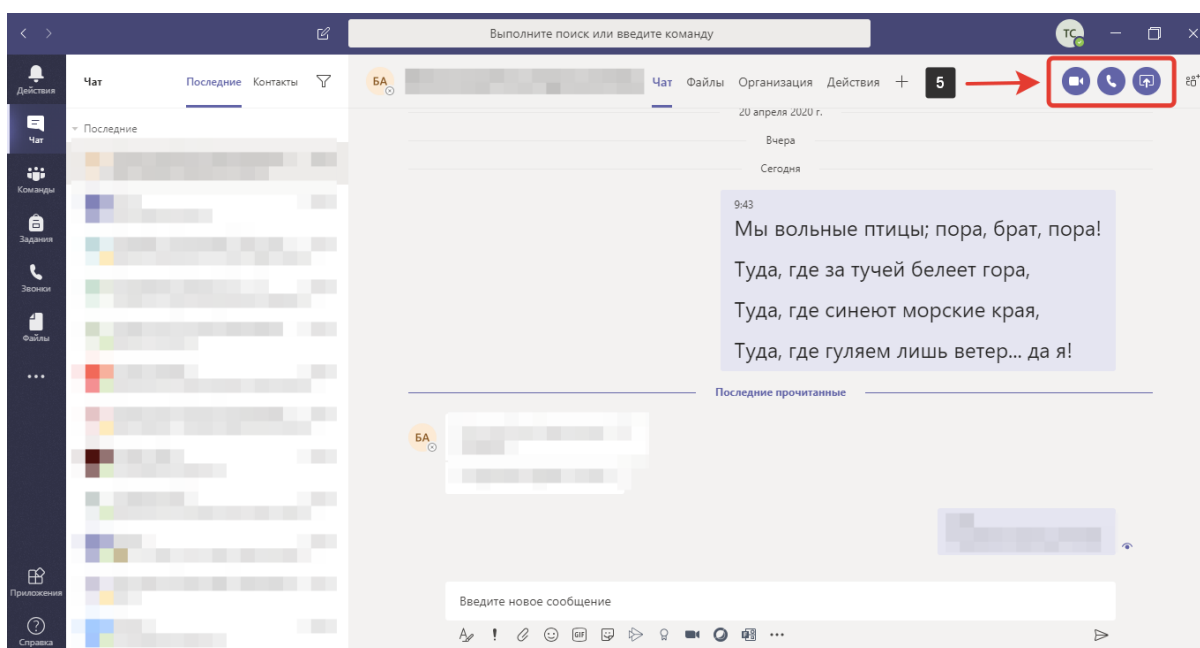 Выполните поиск или введите команду
ТС
Действия
Чат
Команды
Задания
Звонки
Файлы
Приложения
Справка
Чат
Последние
Контакты
Последние
БА
Чат
Файлы
Организация
Действия
5
20 апреля 2020 г.
Вчера
Сегодня
9:43
Мы вольные птицы; пора, брат, пора!
Туда, где за тучей белеет гора,
Туда, где синеют морские края,
Туда, где гуляем лишь ветер... да я!
Последние прочитанные
БА
Введите новое сообщение
GIF